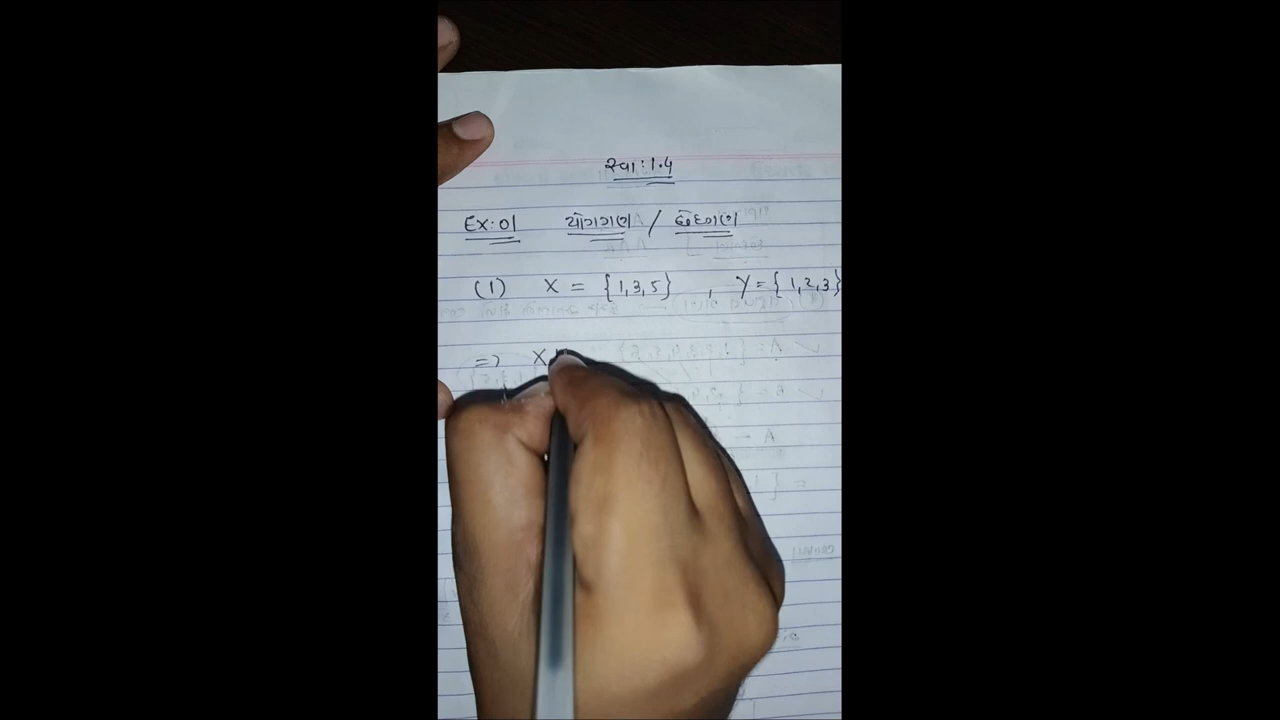 સ્વા : 1.4
Ex: 01 યોગગણ / છેદગણ
(1) X = {1,3,5} , Y = { 1,2,3}
=> X